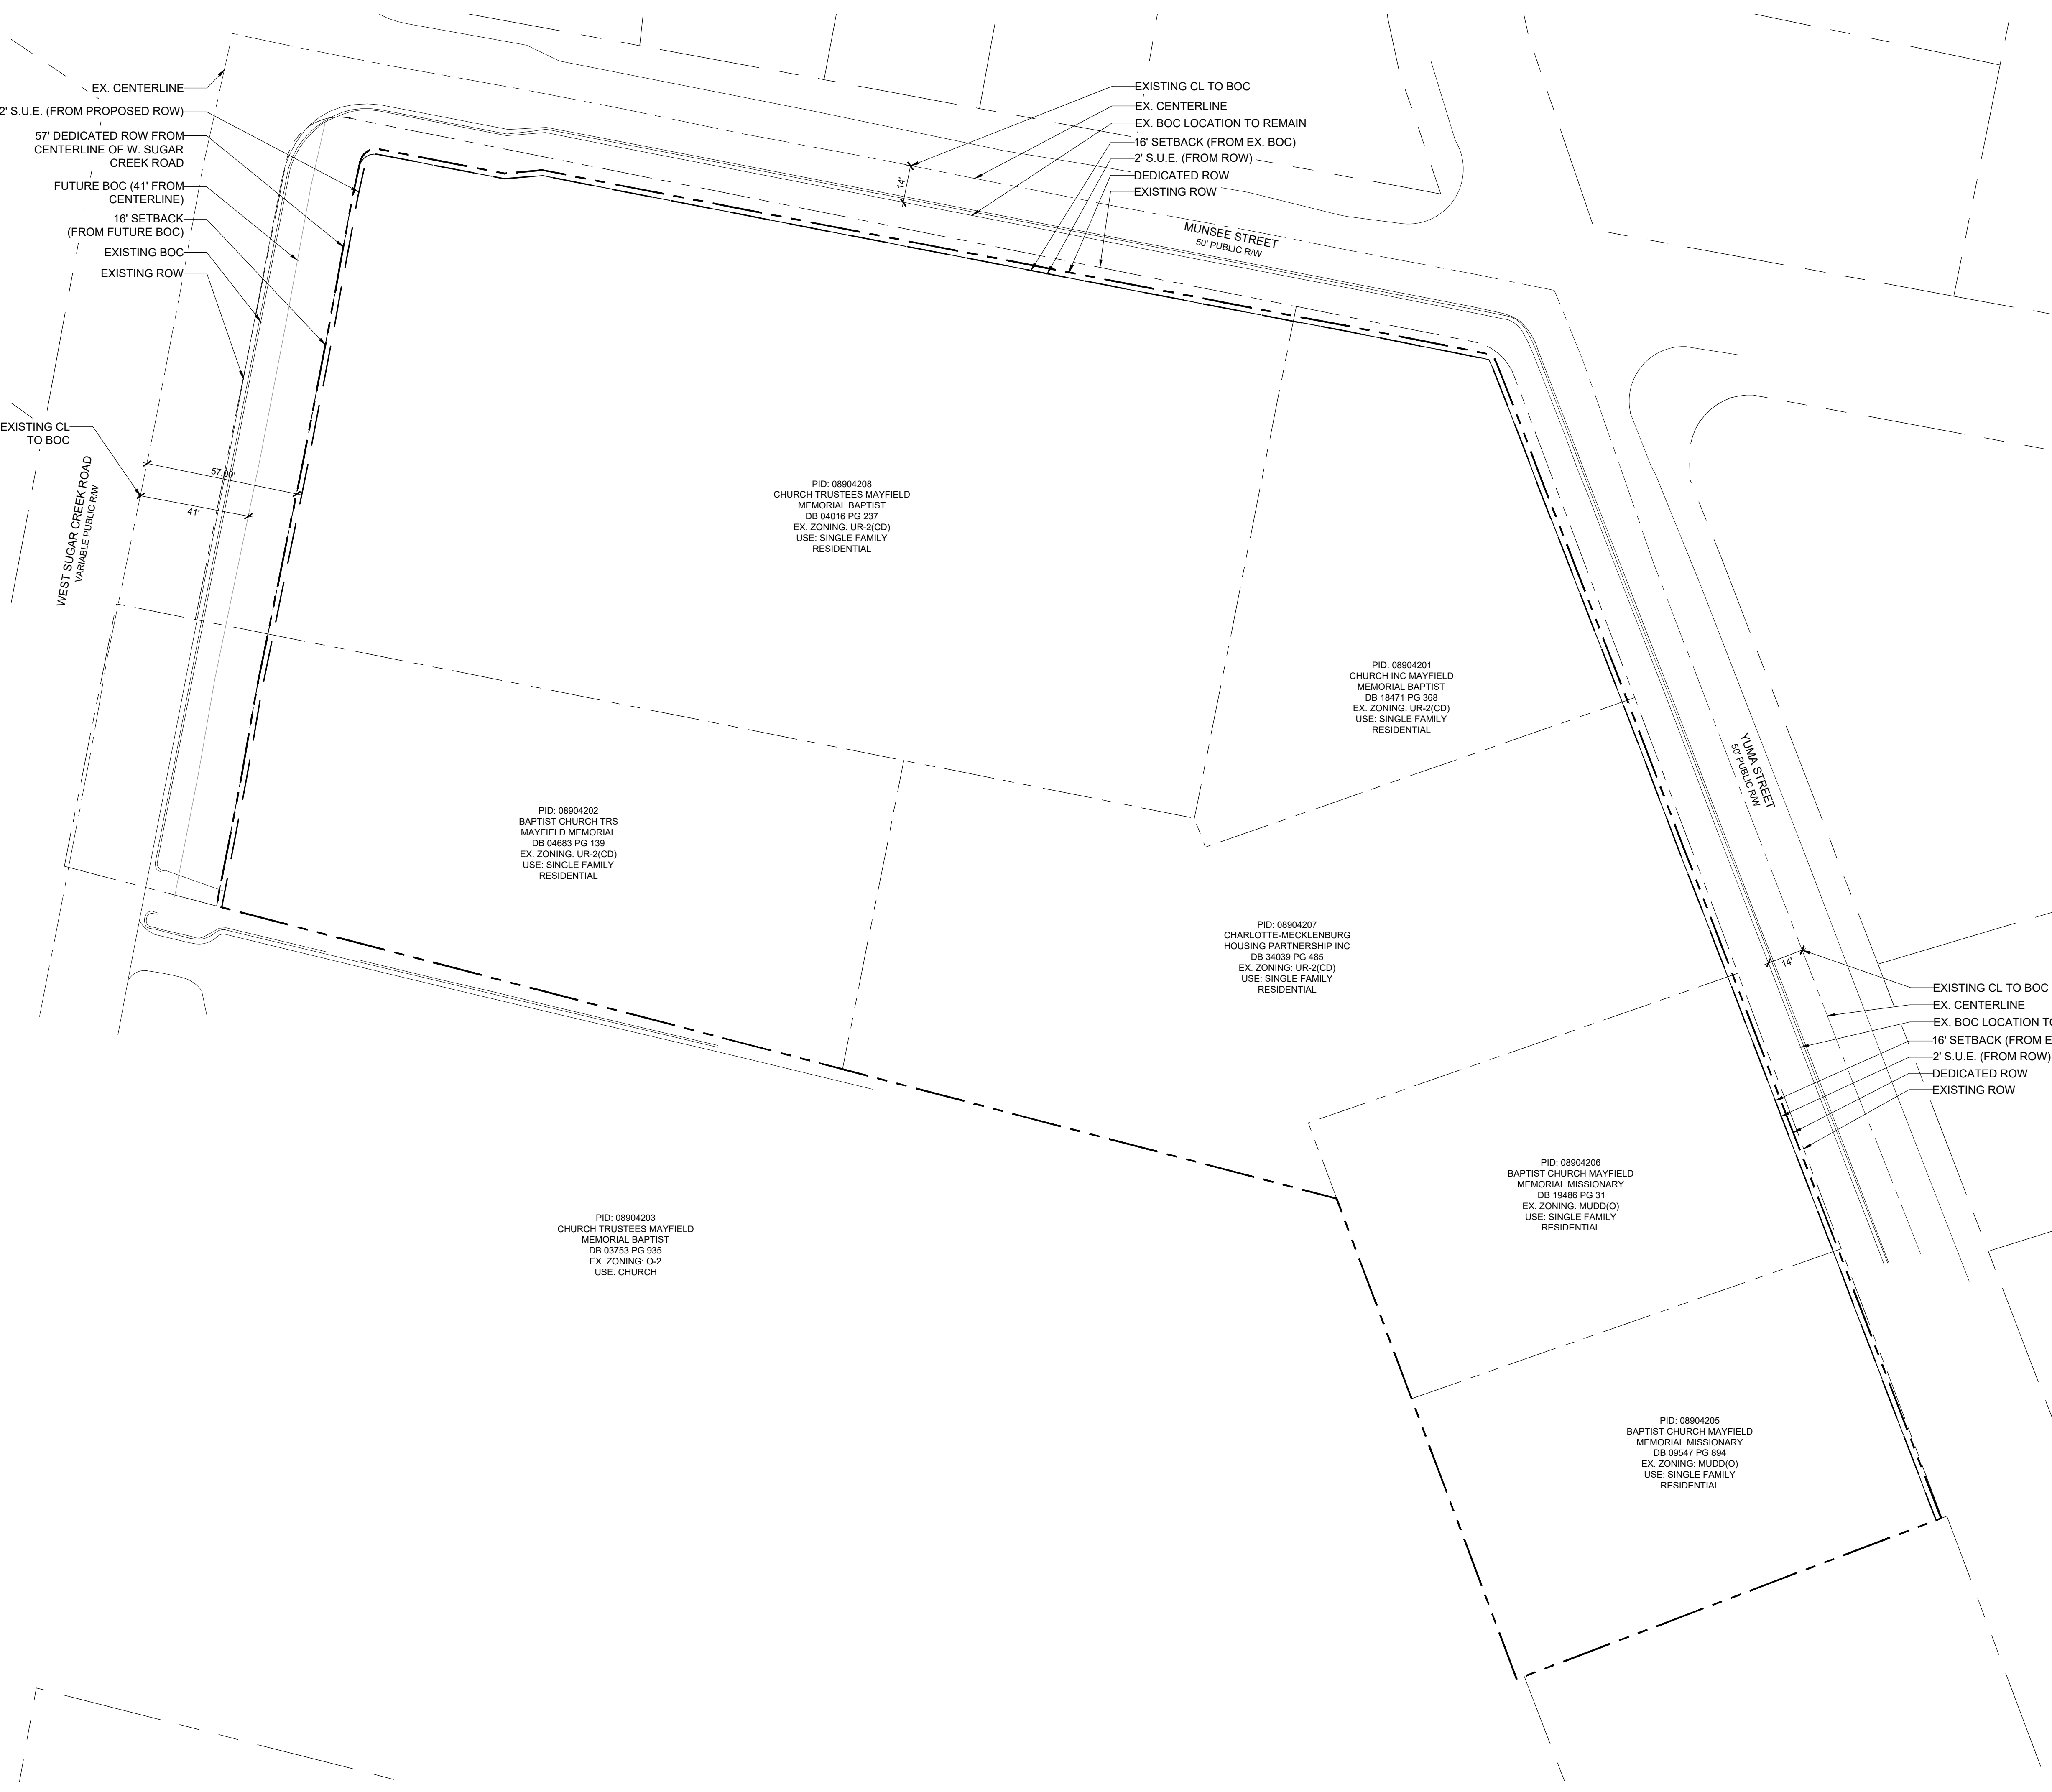 EX. CENTERLINE
2' S.U.E. (FROM PROPOSED ROW)
57' DEDICATED ROW FROM
CENTERLINE OF W. SUGAR
CREEK ROAD
FUTURE BOC (41' FROM
CENTERLINE)
16' SETBACK
(FROM FUTURE BOC)
EXISTING BOC
EXISTING ROW
EXISTING CL
TO BOC
57.00'
41'
WEST SUGAR CREEK ROAD
VARIABLE PUBLIC R/W
EXISTING CL TO BOC
EX. CENTERLINE
EX. BOC LOCATION TO REMAIN
16' SETBACK (FROM EX. BOC)
2' S.U.E. (FROM ROW)
DEDICATED ROW
EXISTING ROW
14'
MUNSEE STREET
50' PUBLIC R/W
PID: 08904208
CHURCH TRUSTEES MAYFIELD
MEMORIAL BAPTIST
DB 04016 PG 237
EX. ZONING: UR-2(CD)
USE: SINGLE FAMILY
RESIDENTIAL
PID: 08904201
CHURCH INC MAYFIELD
MEMORIAL BAPTIST
DB 18471 PG 368
EX. ZONING: UR-2(CD)
USE: SINGLE FAMILY
RESIDENTIAL
YUMA STREET
50' PUBLIC R/W
PID: 08904202
BAPTIST CHURCH TRS
MAYFIELD MEMORIAL
DB 04683 PG 139
EX. ZONING: UR-2(CD)
USE: SINGLE FAMILY
RESIDENTIAL
PID: 08904207
CHARLOTTE-MECKLENBURG
HOUSING PARTNERSHIP INC
DB 34039 PG 485
EX. ZONING: UR-2(CD)
USE: SINGLE FAMILY
RESIDENTIAL
14'
EXISTING CL TO BOC
EX. CENTERLINE
EX. BOC LOCATION TO
16' SETBACK (FROM E
2' S.U.E. (FROM ROW)
DEDICATED ROW
EXISTING ROW
PID: 08904206
BAPTIST CHURCH MAYFIELD
MEMORIAL MISSIONARY
DB 19486 PG 31
EX. ZONING: MUDD(O)
USE: SINGLE FAMILY
RESIDENTIAL
PID: 08904203
CHURCH TRUSTEES MAYFIELD
MEMORIAL BAPTIST
DB 03753 PG 935
EX. ZONING: O-2
USE: CHURCH
PID: 08904205
BAPTIST CHURCH MAYFIELD
MEMORIAL MISSIONARY
DB 09547 PG 894
EX. ZONING: MUDD(O)
USE: SINGLE FAMILY
RESIDENTIAL